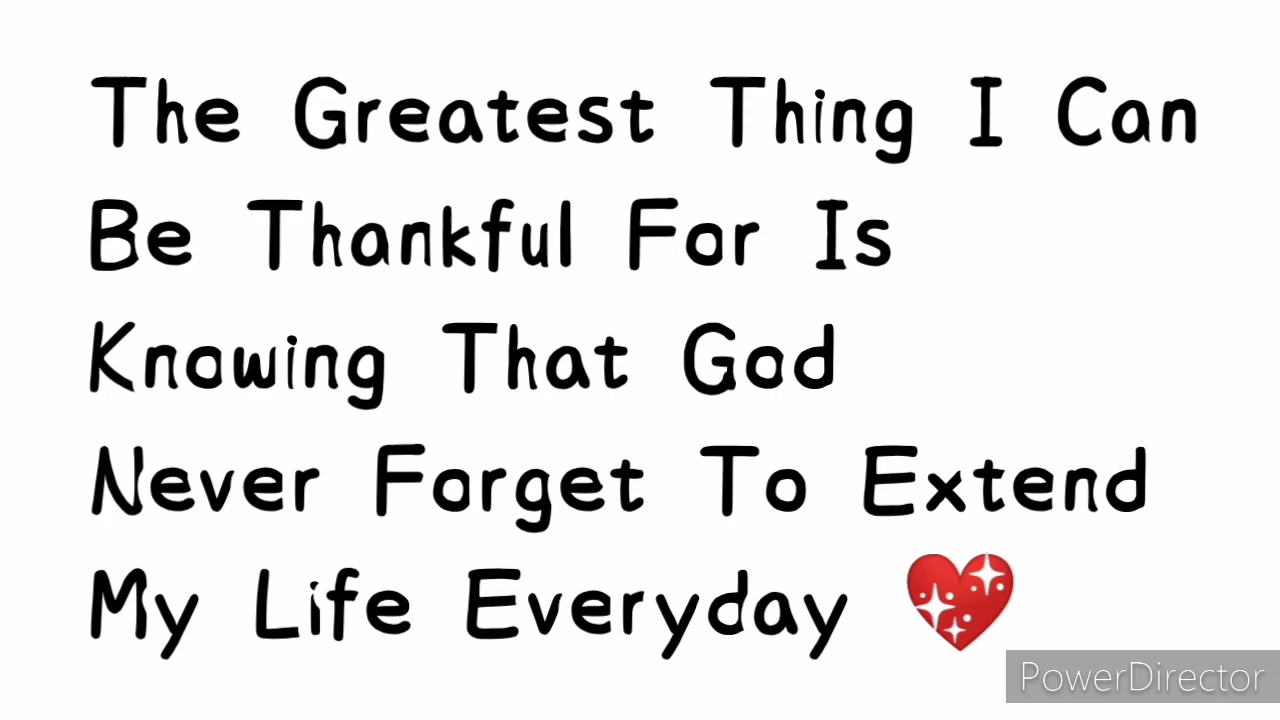 The Greatest Thing I Can
Be Thankful For Is
Knowing That God
Never Forget To Extend
My Life Everyday 💖
PowerDirector